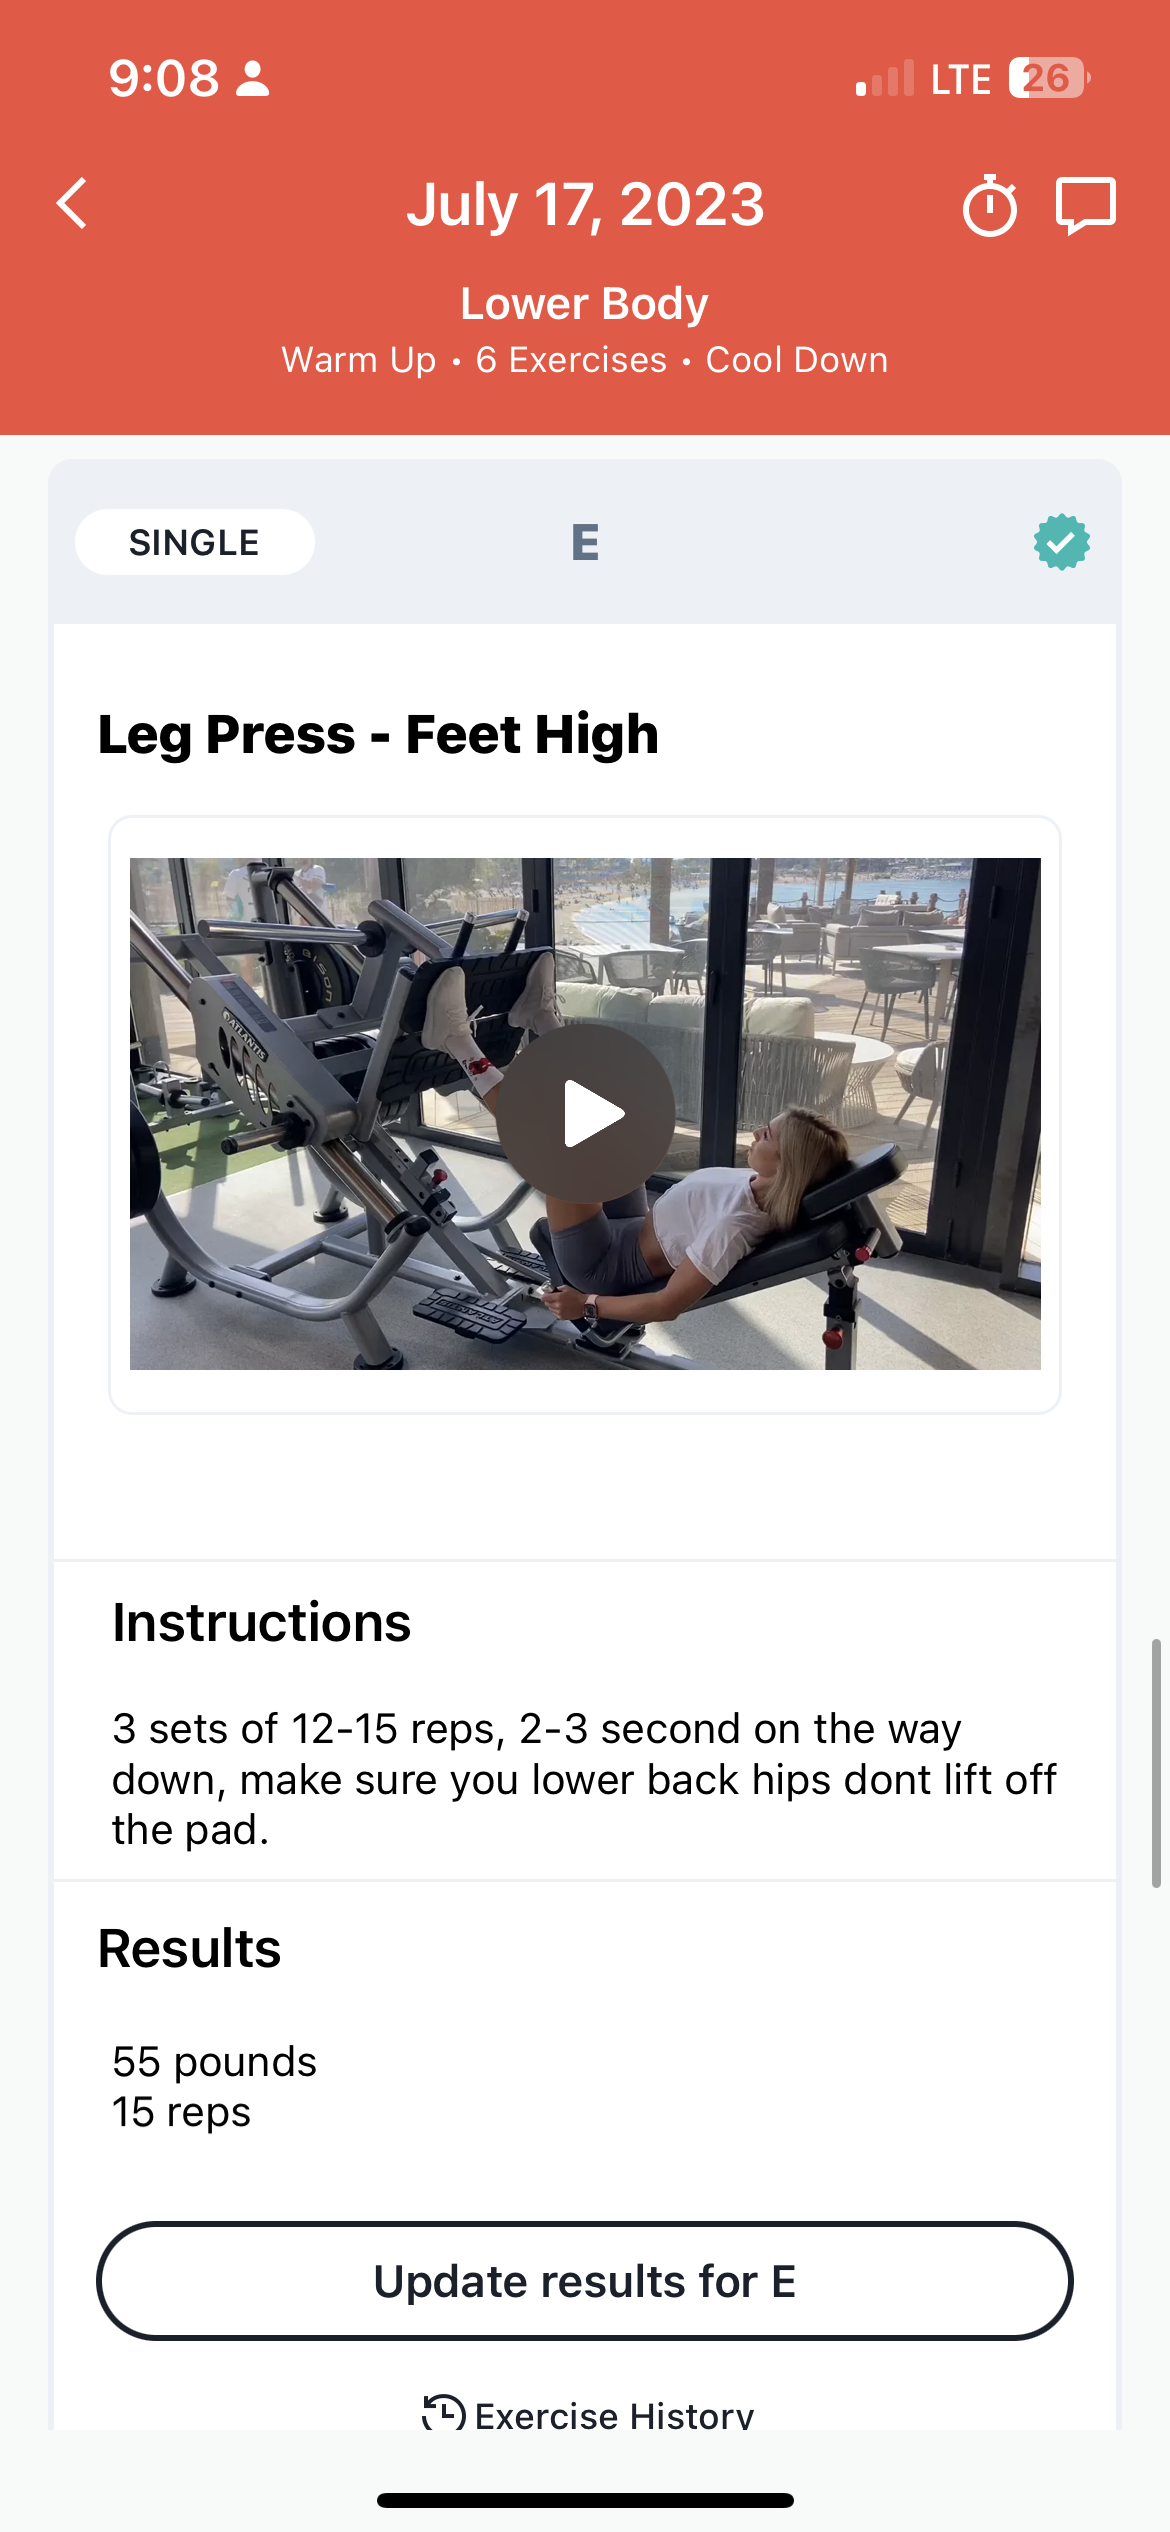 9:08
LTE 26
July 17, 2023
Lower Body
Warm Up • 6 Exercises • Cool Down
SINGLE
E
Leg Press - Feet High
ATLANTIS
Instructions
3 sets of 12-15 reps, 2-3 second on the way
down, make sure you lower back hips dont lift off
the pad.
Results
55 pounds
15 reps
Update results for E
Exercise History